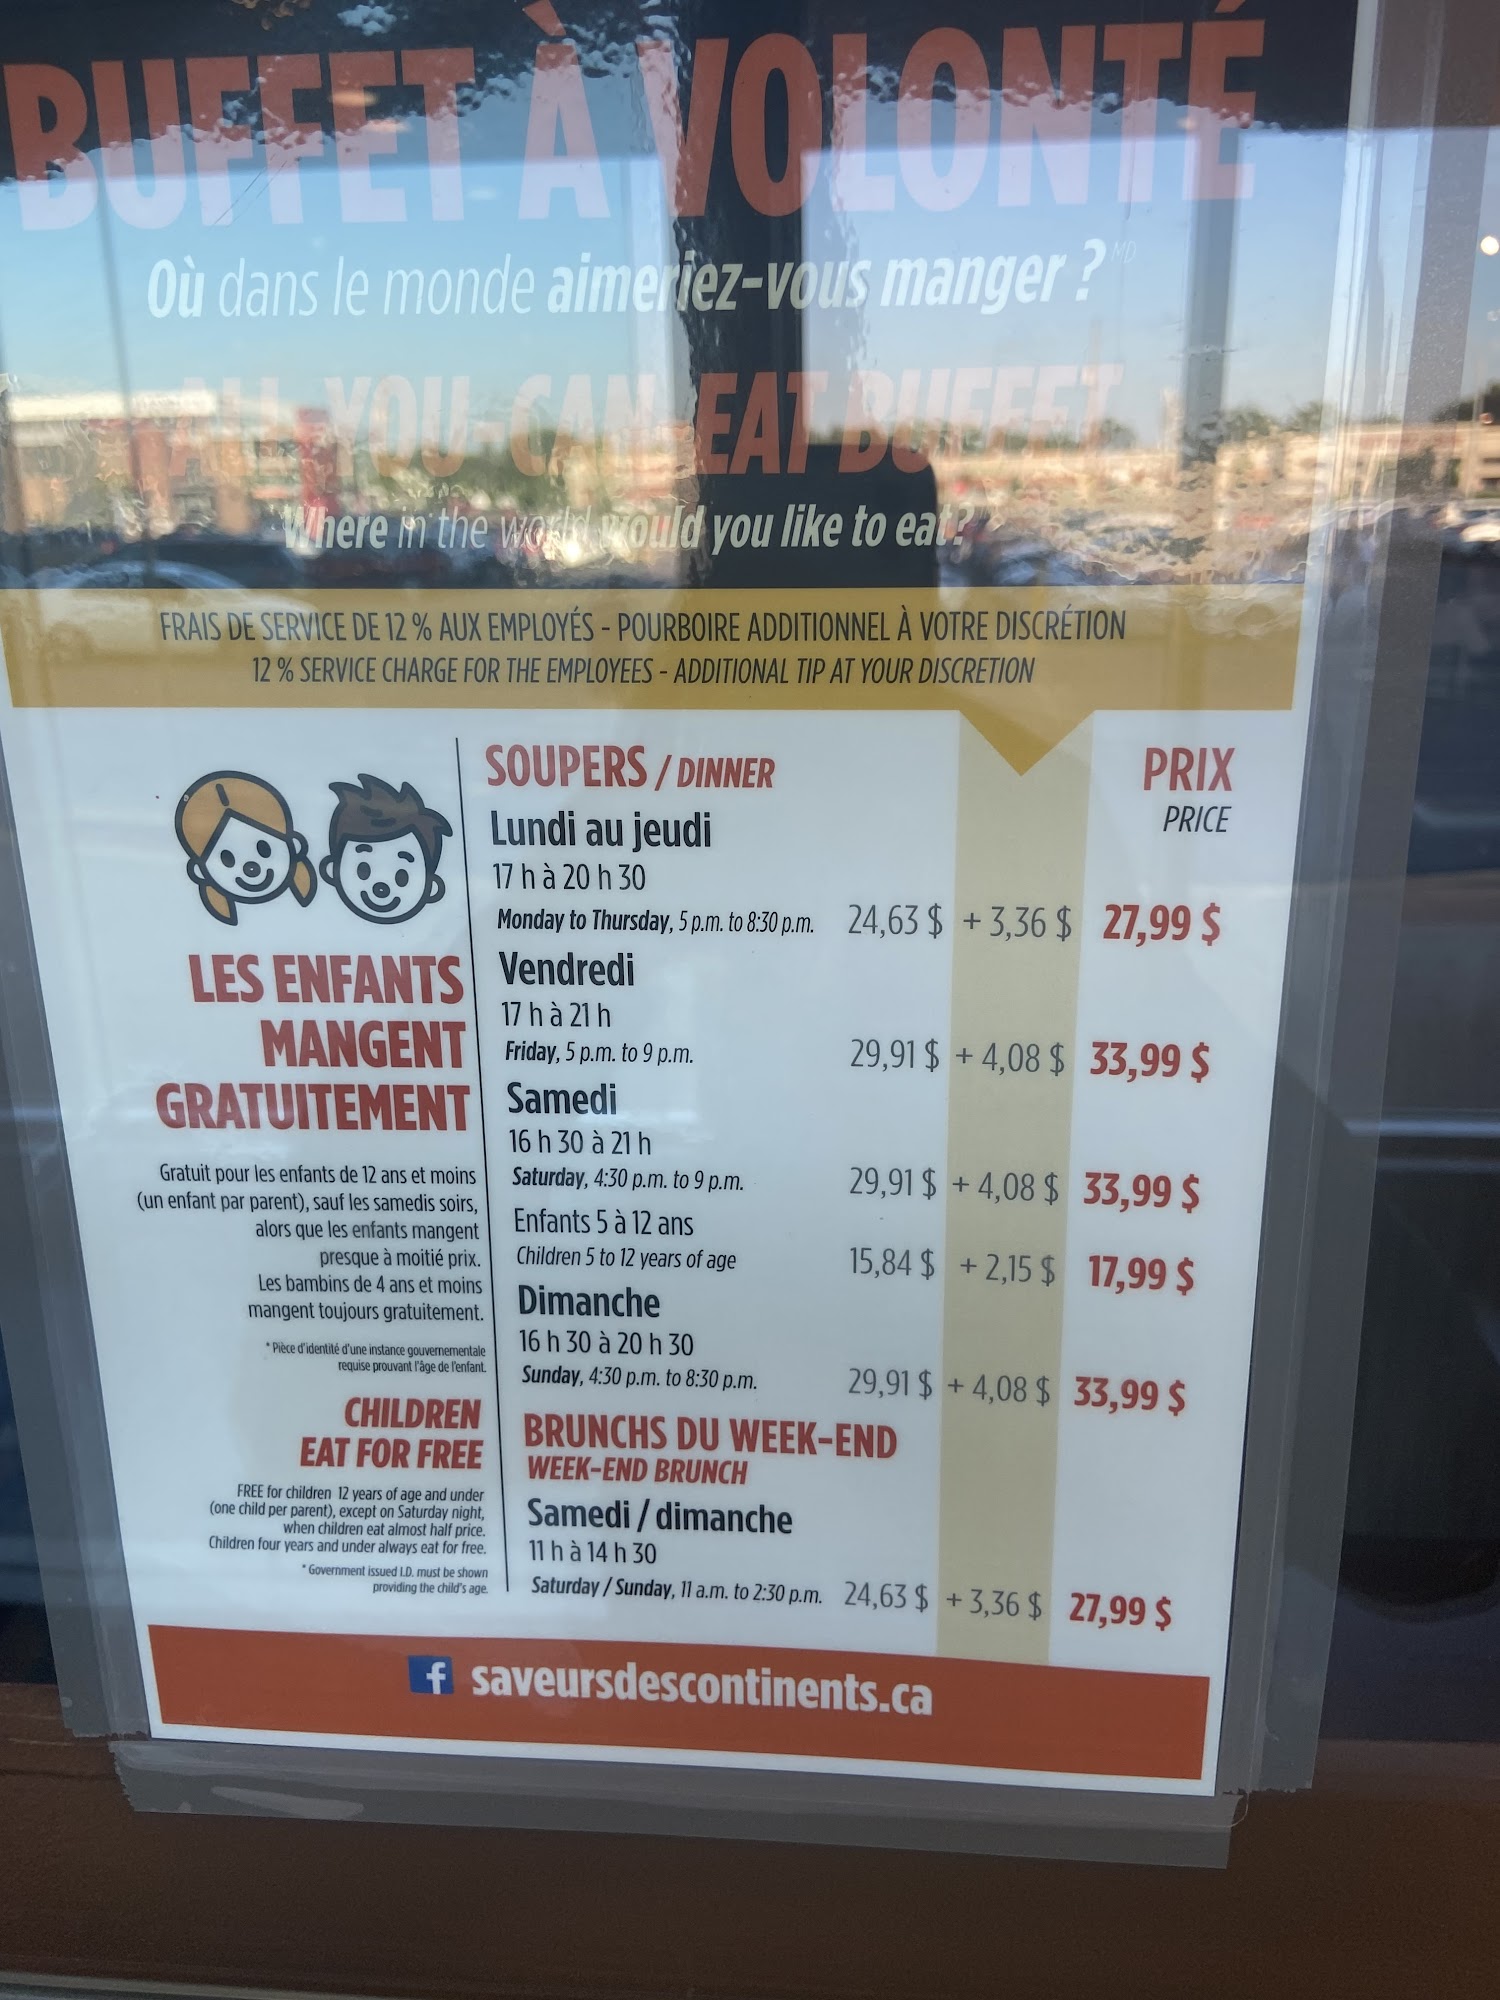 BUFFET À VOLONTÉ
Où dans le monde aimeriez-vous manger ? MD
ALL-YOU-CAN-EAT BUFFET
Where in the world would you like to eat?
FRAIS DE SERVICE DE 12 % AUX EMPLOYÉS - POURBOIRE ADDITIONNEL À VOTRE DISCRÉTION
12 % SERVICE CHARGE FOR THE EMPLOYEES - ADDITIONAL TIP AT YOUR DISCRETION
LES ENFANTS
MANGENT
GRATUITEMENT
Gratuit pour les enfants de 12 ans et moins
(un enfant par parent), sauf les samedis soirs,
alors que les enfants mangent
presque à moitié prix.
Les bambins de 4 ans et moins
mangent toujours gratuitement.
* Pièce d'identité d'une instance gouvernementale
requise prouvant l'âge de l'enfant.
CHILDREN
EAT FOR FREE
FREE for children 12 years of age and under
(one child per parent), except on Saturday night,
when children eat almost half price.
Children four years and under always eat for free.
* Government issued I.D. must be shown
providing the child's age.
SOUPERS / DINNER
PRIX
PRICE
Lundi au jeudi
17 h à 20 h 30
Monday to Thursday, 5 p.m. to 8:30 p.m. 24,63 $ + 3,36 $ 27,99 $
Vendredi
17 h à 21 h
Friday, 5 p.m. to 9 p.m. 29,91 $ + 4,08 $ 33,99 $
Samedi
16 h 30 à 21 h
Saturday, 4:30 p.m. to 9 p.m. 29,91 $ + 4,08 $ 33,99 $
Enfants 5 à 12 ans
Children 5 to 12 years of age 15,84 $ + 2,15 $ 17,99 $
Dimanche
16 h 30 à 20 h 30
Sunday, 4:30 p.m. to 8:30 p.m. 29,91 $ + 4,08 $ 33,99 $
BRUNCHS DU WEEK-END
WEEK-END BRUNCH
Samedi / dimanche
11 h à 14 h 30
Saturday / Sunday, 11 a.m. to 2:30 p.m. 24,63 $ + 3,36 $ 27,99 $
f saveursdescontinents.ca